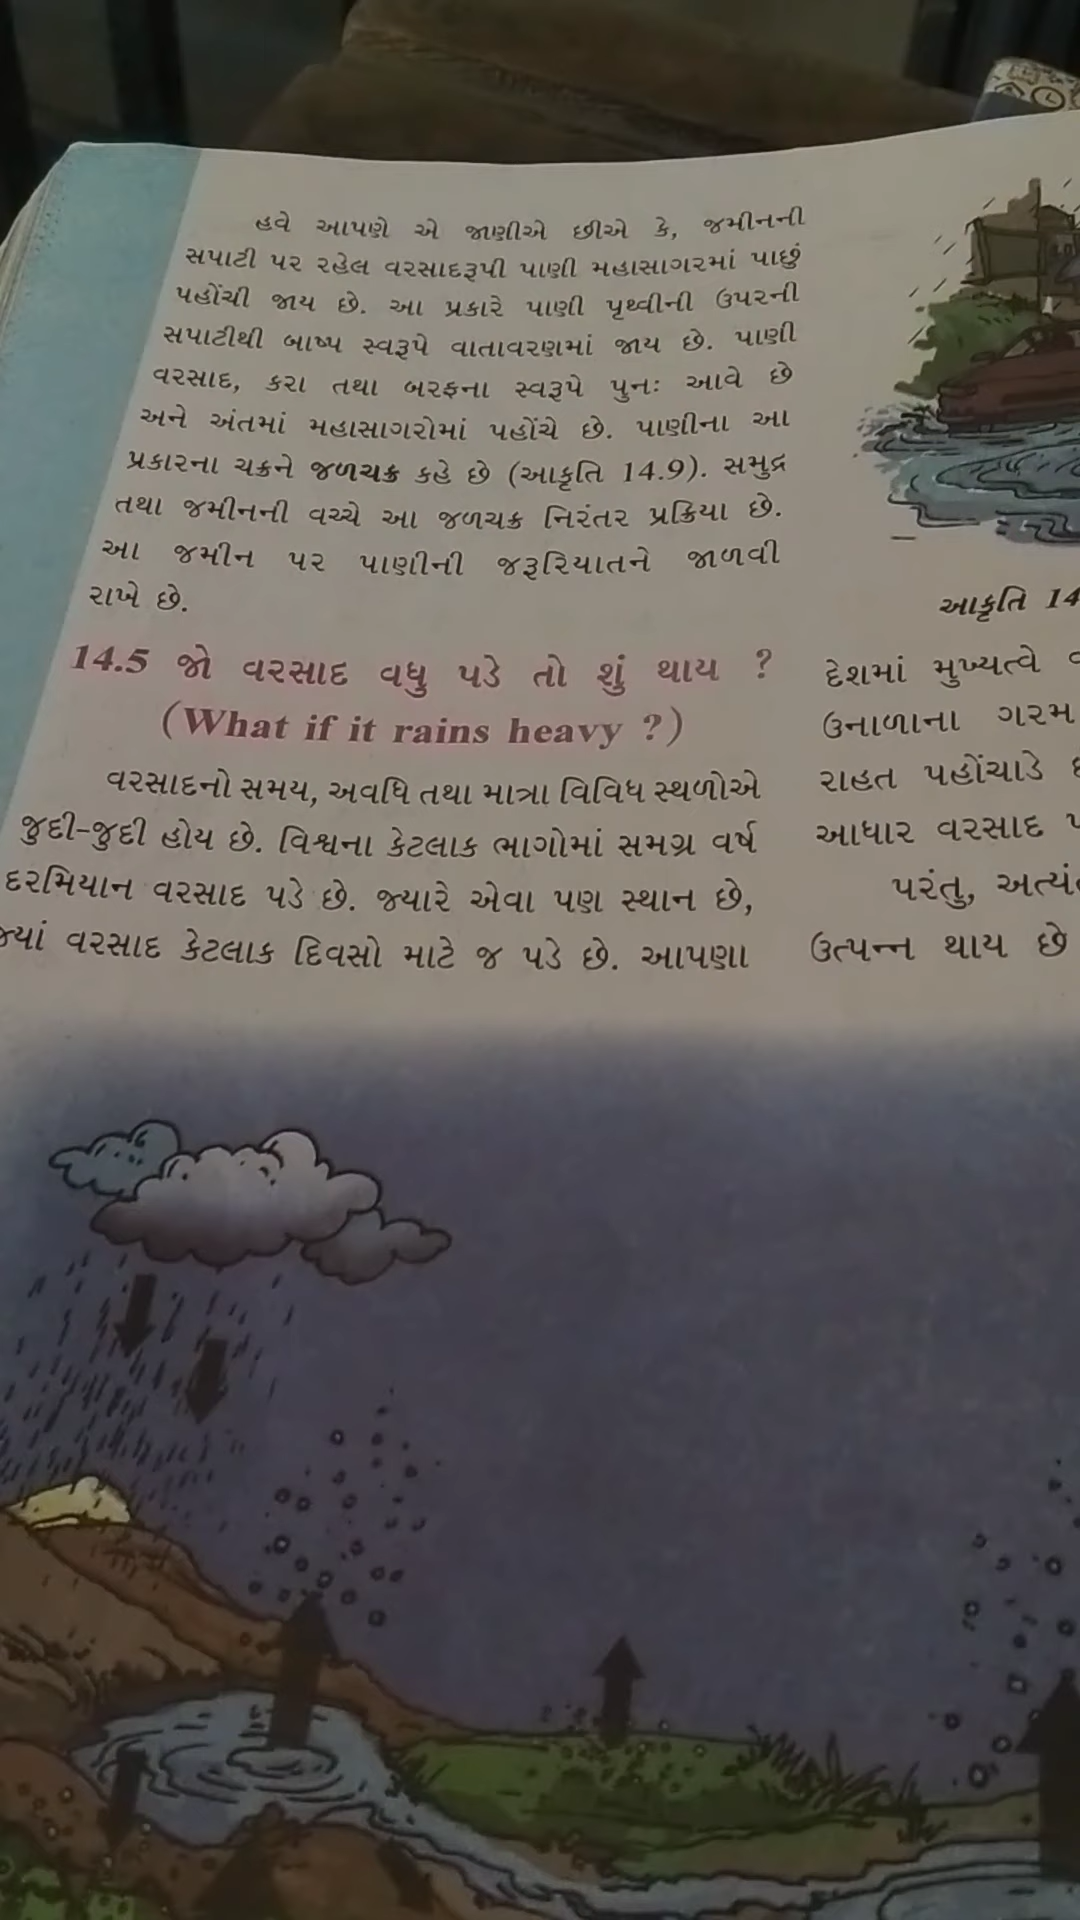 હવે આપણે એ જાણીએ છીએ કે, જમીનની
સપાટી પર રહેલ વરસાદરૂપી પાણી મહાસાગરમાં પાછું
પહોંચી જાય છે. આ પ્રકારે પાણી પૃથ્વીની ઉપરની
સપાટીથી બાષ્પ સ્વરૂપે વાતાવરણમાં જાય છે. પાણી
વરસાદ, કરા તથા બરફના સ્વરૂપે પુનઃ આવે છે
અને અંતમાં મહાસાગરોમાં પહોંચે છે. પાણીના આ
પ્રકારના ચક્રને જળચક્ર કહે છે (આકૃતિ 14.9). સમુદ્ર
તથા જમીનની વચ્ચે આ જળચક્ર નિરંતર પ્રક્રિયા છે.
આ જમીન પર પાણીની જરૂરિયાતને જાળવી
રાખે છે.
14.5 જો વરસાદ વધુ પડે તો શું થાય ?
(What if it rains heavy ?)
વરસાદનો સમય, અવધિ તથા માત્રા વિવિધ સ્થળોએ
જુદી-જુદી હોય છે. વિશ્વના કેટલાક ભાગોમાં સમગ્ર વર્ષ
દરમિયાન વરસાદ પડે છે. જ્યારે એવા પણ સ્થાન છે,
જ્યાં વરસાદ કેટલાક દિવસો માટે જ પડે છે. આપણા
આકૃતિ 14
દેશમાં મુખ્યત્વે
ઉનાળાના ગરમ
રાહત પહોંચાડે
આધાર વરસાદ
પરંતુ,
ઉત્પન્ન થાય છે